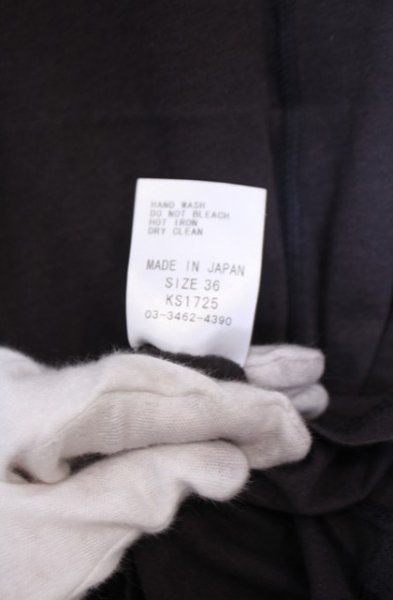 HAND WASH
DO NOT BLEACH
HOT IRON
DRY CLEAN
MADE IN JAPAN
SIZE 36
KS1725
03-3462-4390